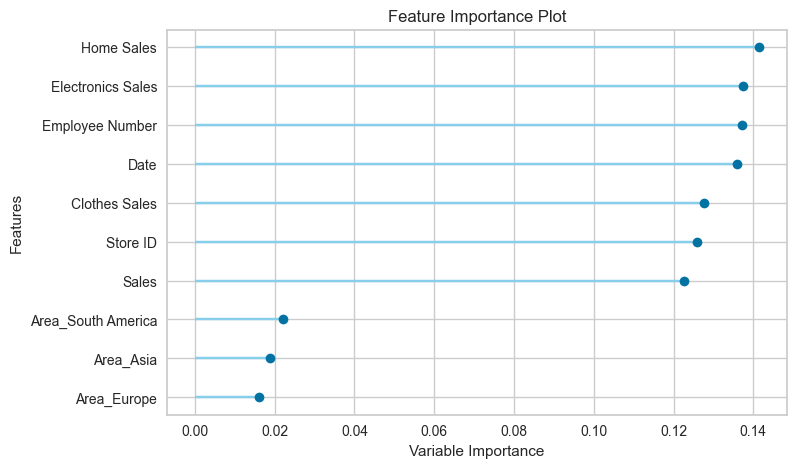 Feature Importance Plot
Features
Home Sales
Electronics Sales
Employee Number
Date
Clothes Sales
Store ID
Sales
Area_South America
Area_Asia
Area_Europe
0.00 0.02 0.04 0.06 0.08 0.10 0.12 0.14
Variable Importance